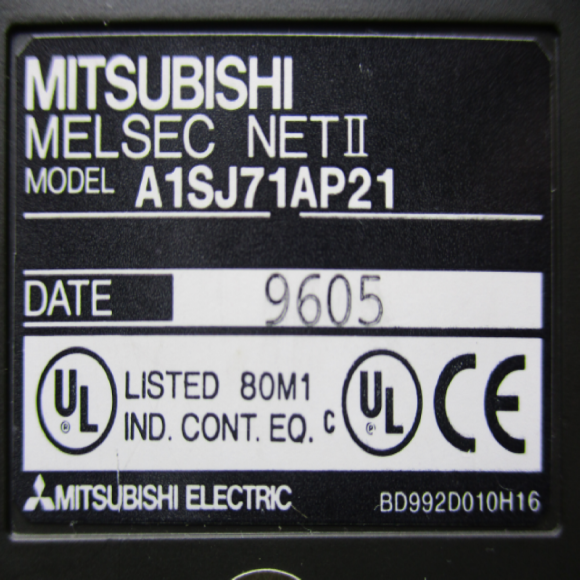 MITSUBISHI
MELSEC NETⅡ
MODEL A1SJ71AP21
DATE 9605
UL LISTED 80M1
IND. CONT. EQ. C UL CE
MITSUBISHI ELECTRIC BD992D010H16